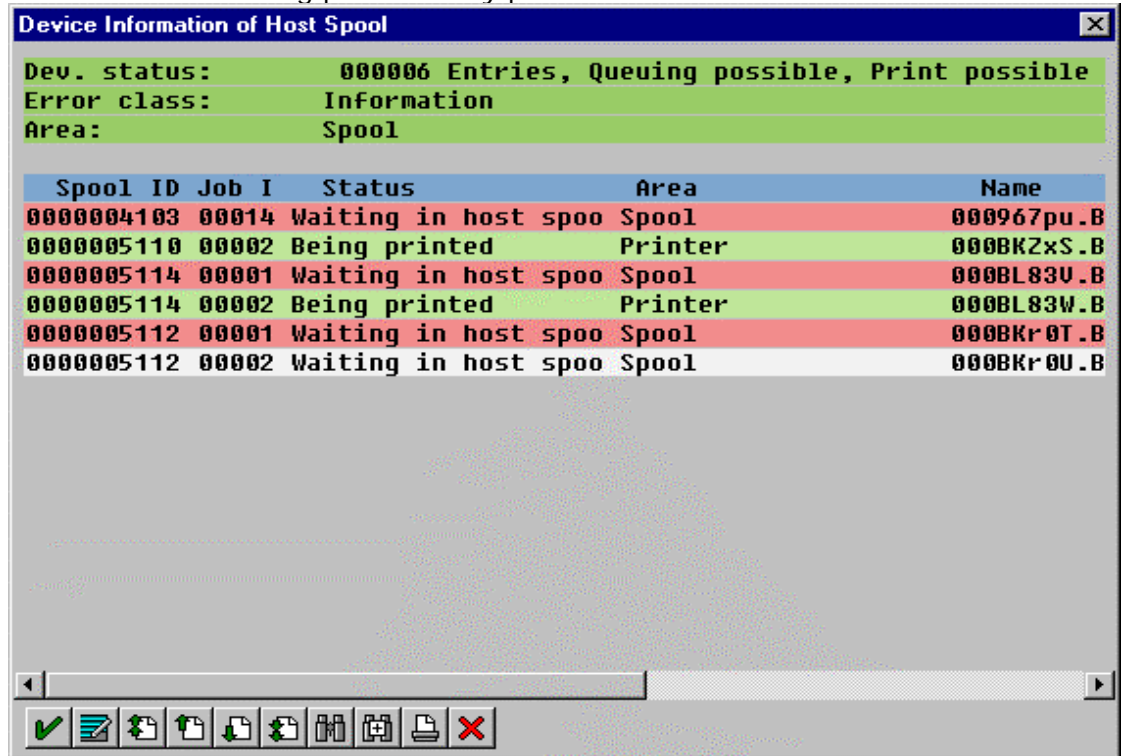 Device Information of Host Spool
Dev. status: 000006 Entries, Queuing possible, Print possible
Error class: Information
Area: Spool
Spool ID Job I Status Area Name
0000004103 00014 Waiting in host spoo Spool 000967pu.B
0000005110 00002 Being printed Printer 000BKZxS.B
0000005114 00001 Waiting in host spoo Spool 000BL83V.B
0000005114 00002 Being printed Printer 000BL83W.B
0000005112 00001 Waiting in host spoo Spool 000BKr0T.B
0000005112 00002 Waiting in host spoo Spool 000BKr0U.B